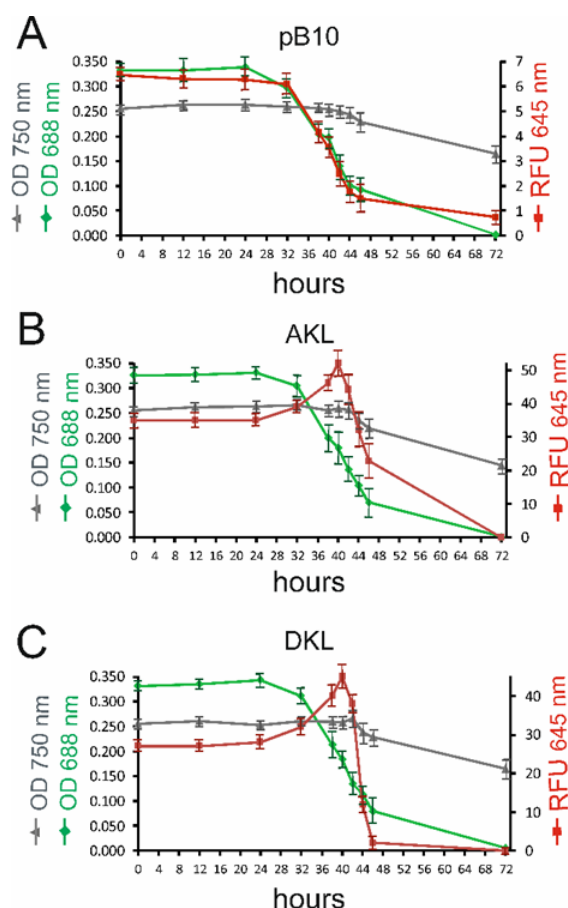 A
pB10
0.350 7
0.300 6
0.250 5
0.200 4
0.150 3
0.100 2
0.050 1
0.000 0
OD 750 nm
OD 688 nm
RFU 645 nm
0 4 8 12 16 20 24 28 32 36 40 44 48 52 56 60 64 68 72
hours
B
AKL
0.350
0.300 50
0.250 40
0.200 30
0.150 20
0.100
0.050 10
0.000 0
OD 750 nm
OD 688 nm
RFU 645 nm
0 4 8 12 16 20 24 28 32 36 40 44 48 52 56 60 64 68 72
hours
C
DKL
0.350
0.300 40
0.250 30
0.200
0.150 20
0.100 10
0.050
0.000 0
OD 750 nm
OD 688 nm
RFU 645 nm
0 4 8 12 16 20 24 28 32 36 40 44 48 52 56 60 64 68 72
hours